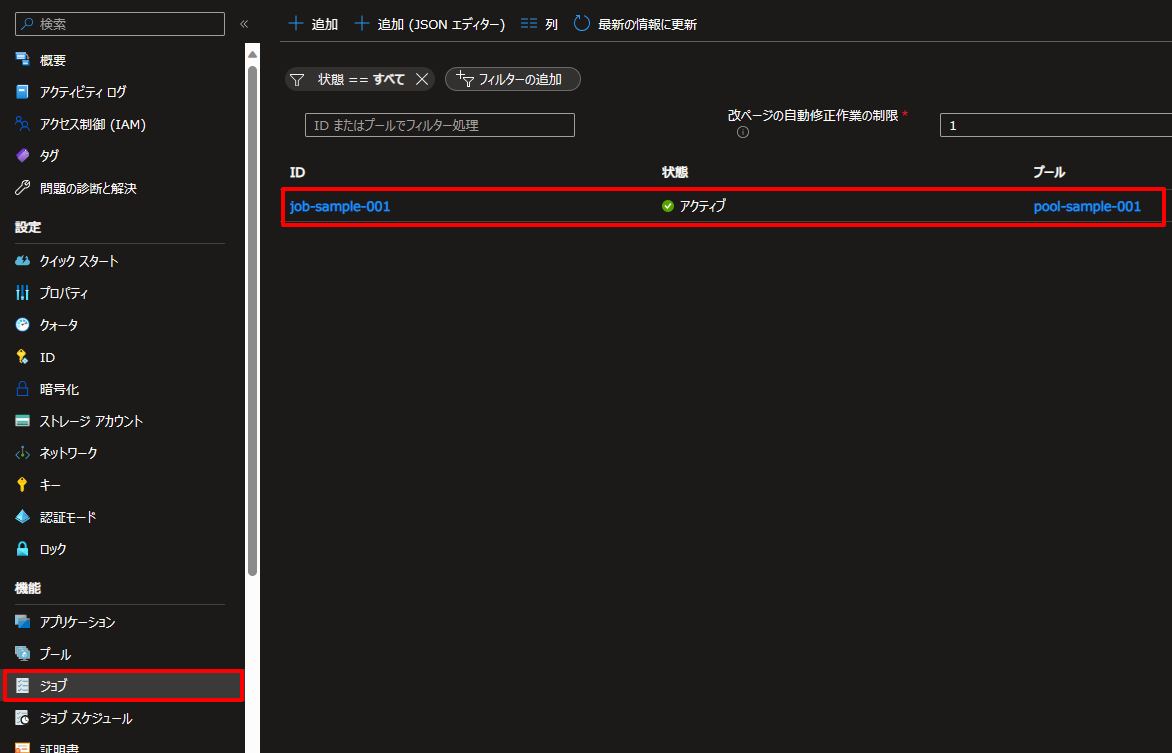 検索
«
概要
アクティビティ ログ
アクセス制御 (IAM)
タグ
問題の診断と解決
設定
クイック スタート
プロパティ
クォータ
ID
暗号化
ストレージ アカウント
ネットワーク
キー
認証モード
ロック
機能
アプリケーション
プール
ジョブ
ジョブ スケジュール
証明書
追加 追加 (JSON エディター) 列 最新の情報に更新
状態 == すべて フィルターの追加
ID またはプールでフィルター処理
改ページの自動修正作業の制限 *
1
ID 状態 プール
job-sample-001 アクティブ pool-sample-001